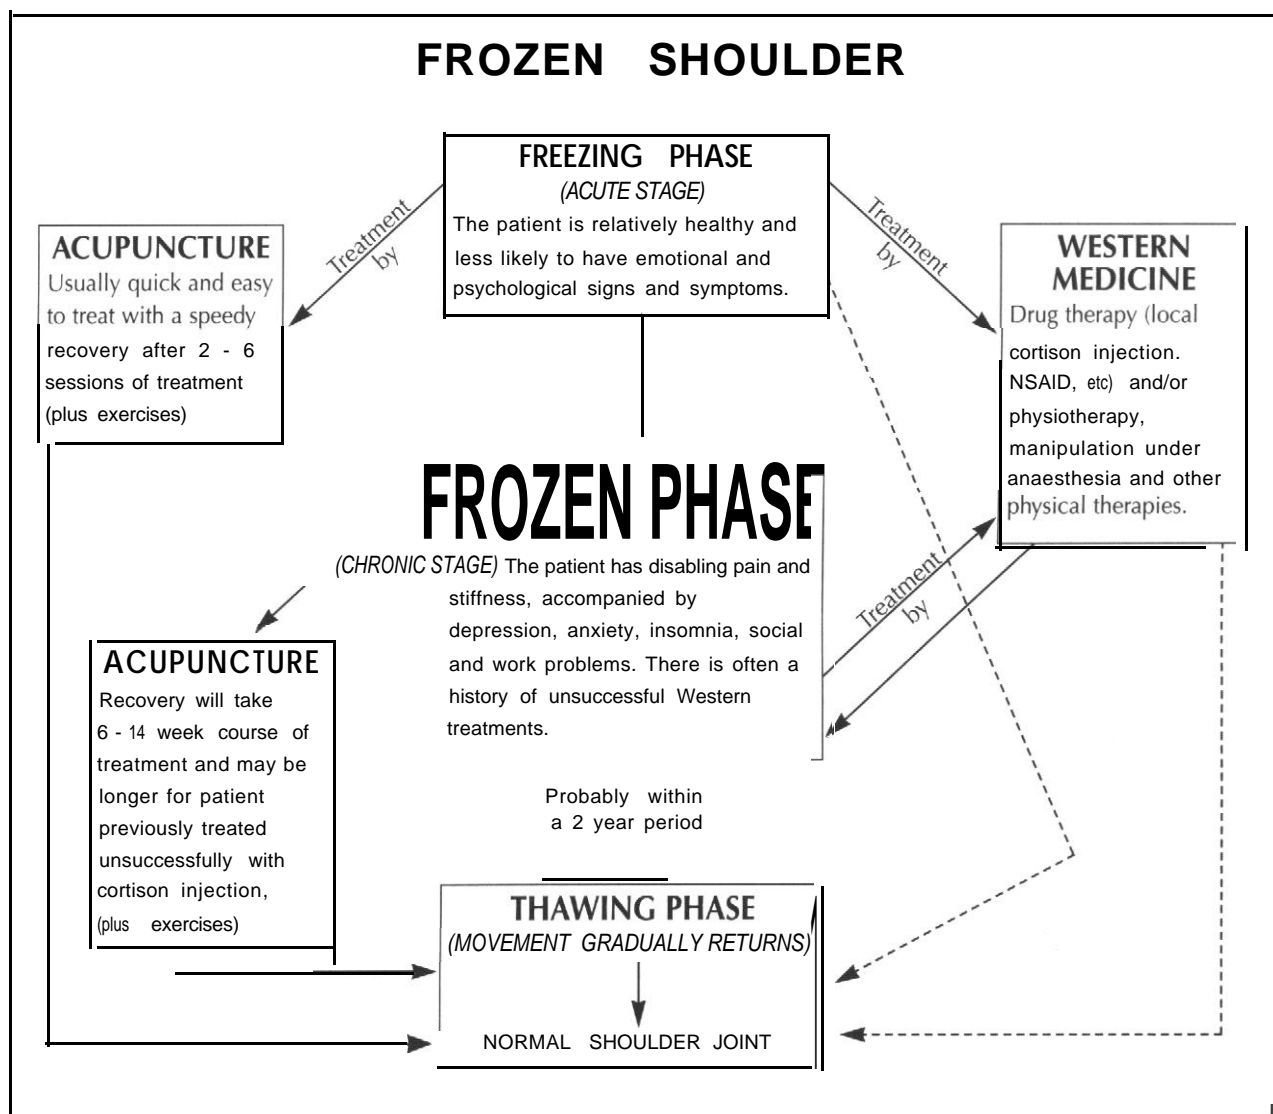 FROZEN SHOULDER
FREEZING PHASE
(ACUTE STAGE)
The patient is relatively healthy and
less likely to have emotional and
psychological signs and symptoms.
Treatment
by
Treatment
by
ACUPUNCTURE
Usually quick and easy
to treat with a speedy
recovery after 2 - 6
sessions of treatment
(plus exercises)
WESTERN
MEDICINE
Drug therapy (local
cortison injection.
NSAID, etc) and/or
physiotherapy,
manipulation under
anaesthesia and other
physical therapies.
FROZEN PHASE
(CHRONIC STAGE) The patient has disabling pain and
stiffness, accompanied by
depression, anxiety, insomnia, social
and work problems. There is often a
history of unsuccessful Western
treatments.
Treatment
by
ACUPUNCTURE
Recovery will take
6 - 14 week course of
treatment and may be
longer for patient
previously treated
unsuccessfully with
cortison injection,
(plus exercises)
Probably within
a 2 year period
THAWING PHASE
(MOVEMENT GRADUALLY RETURNS)
NORMAL SHOULDER JOINT